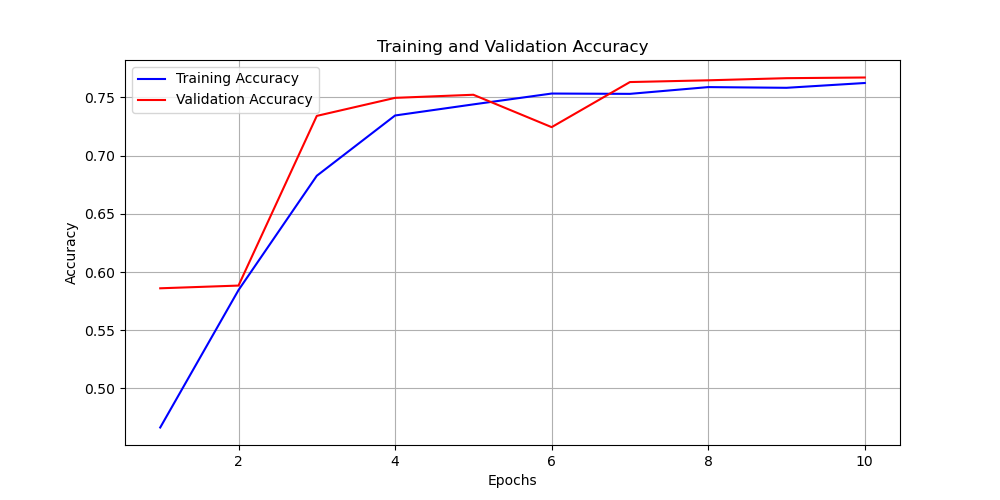 Training and Validation Accuracy
Training Accuracy
Validation Accuracy
Accuracy
0.75
0.70
0.65
0.60
0.55
0.50
2 4 6 8 10
Epochs